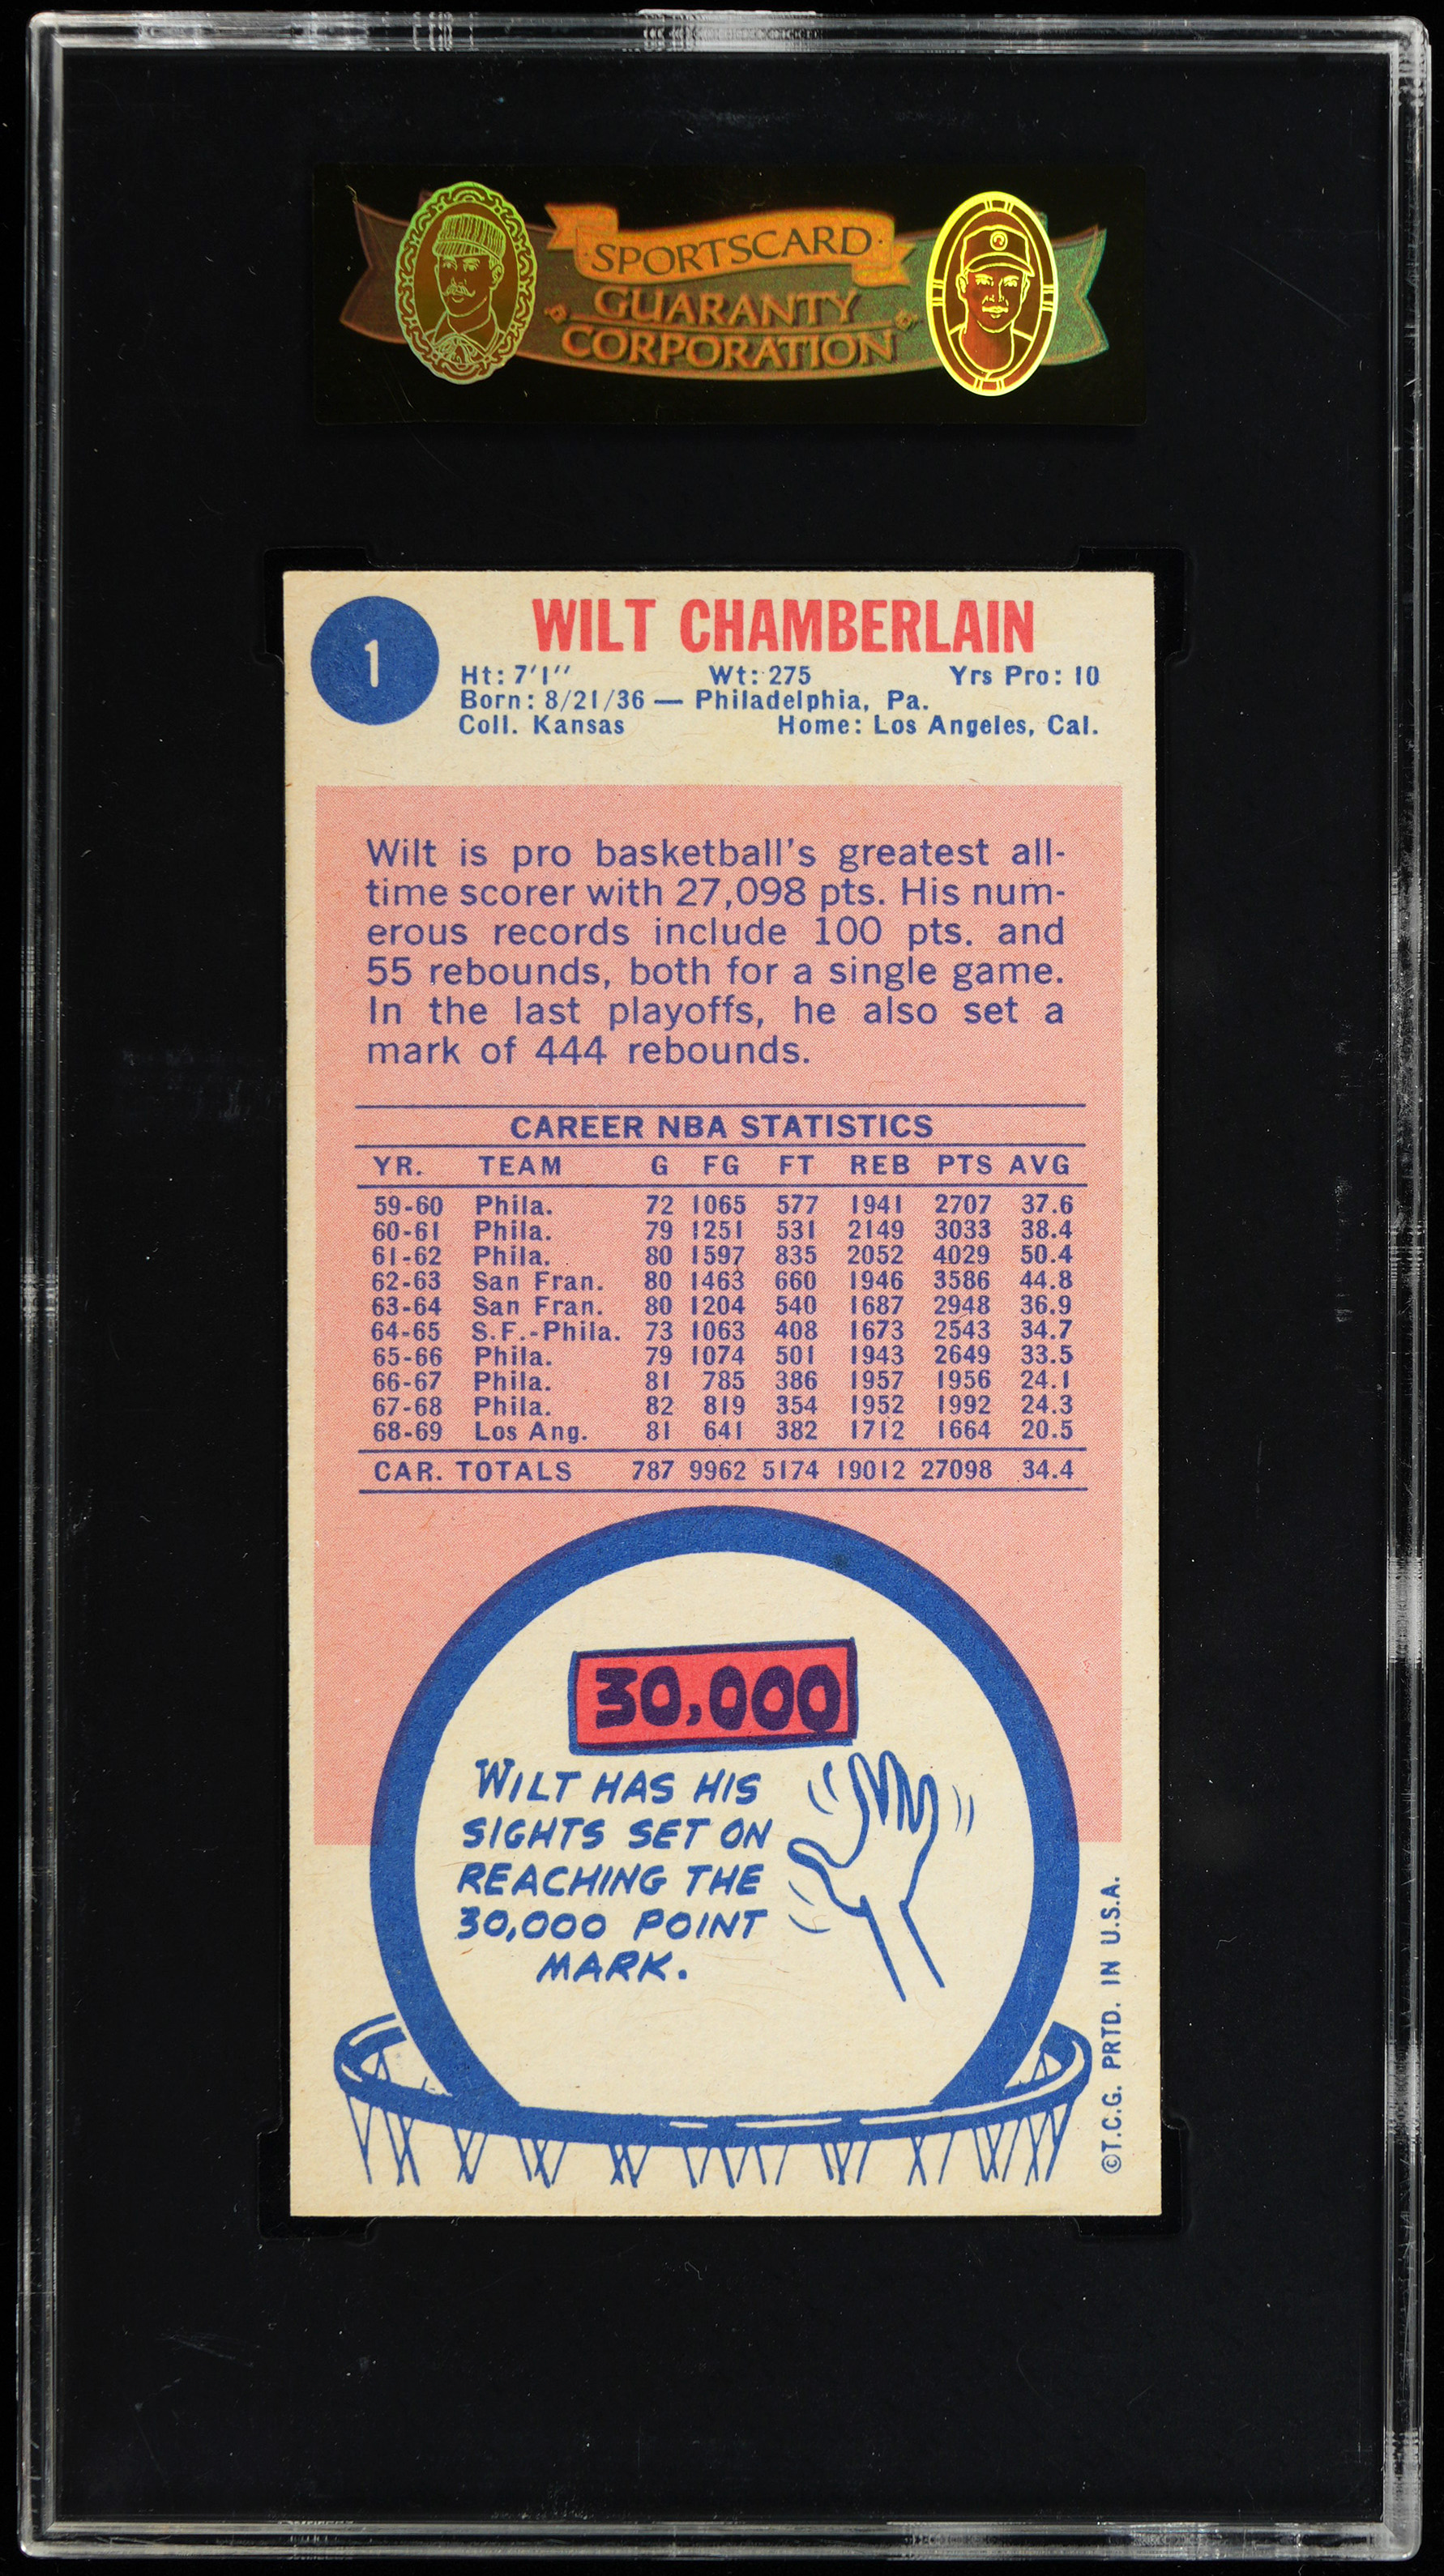 SPORTSCARD
GUARANTY
CORPORATION
1
WILT CHAMBERLAIN
Ht: 7'1" Wt: 275 Yrs Pro: 10
Born: 8/21/36 — Philadelphia, Pa.
Coll. Kansas Home: Los Angeles, Cal.
Wilt is pro basketball's greatest all-
time scorer with 27,098 pts. His num-
erous records include 100 pts. and
55 rebounds, both for a single game.
In the last playoffs, he also set a
mark of 444 rebounds.
CAREER NBA STATISTICS
YR. TEAM G FG FT REB PTS AVG
59-60 Phila. 72 1065 577 1941 2707 37.6
60-61 Phila. 79 1251 531 2149 3033 38.4
61-62 Phila. 80 1597 835 2052 4029 50.4
62-63 San Fran. 80 1463 660 1946 3586 44.8
63-64 San Fran. 80 1204 540 1687 2948 36.9
64-65 S.F.-Phila. 73 1063 408 1673 2543 34.7
65-66 Phila. 79 1074 501 1943 2649 33.5
66-67 Phila. 81 785 386 1957 1956 24.1
67-68 Phila. 82 819 354 1952 1992 24.3
68-69 Los Ang. 81 641 382 1712 1664 20.5
CAR. TOTALS 787 9962 5174 19012 27098 34.4
30,000
WILT HAS HIS
SIGHTS SET ON
REACHING THE
30,000 POINT
MARK.
©T.C.G. PRTD. IN U.S.A.